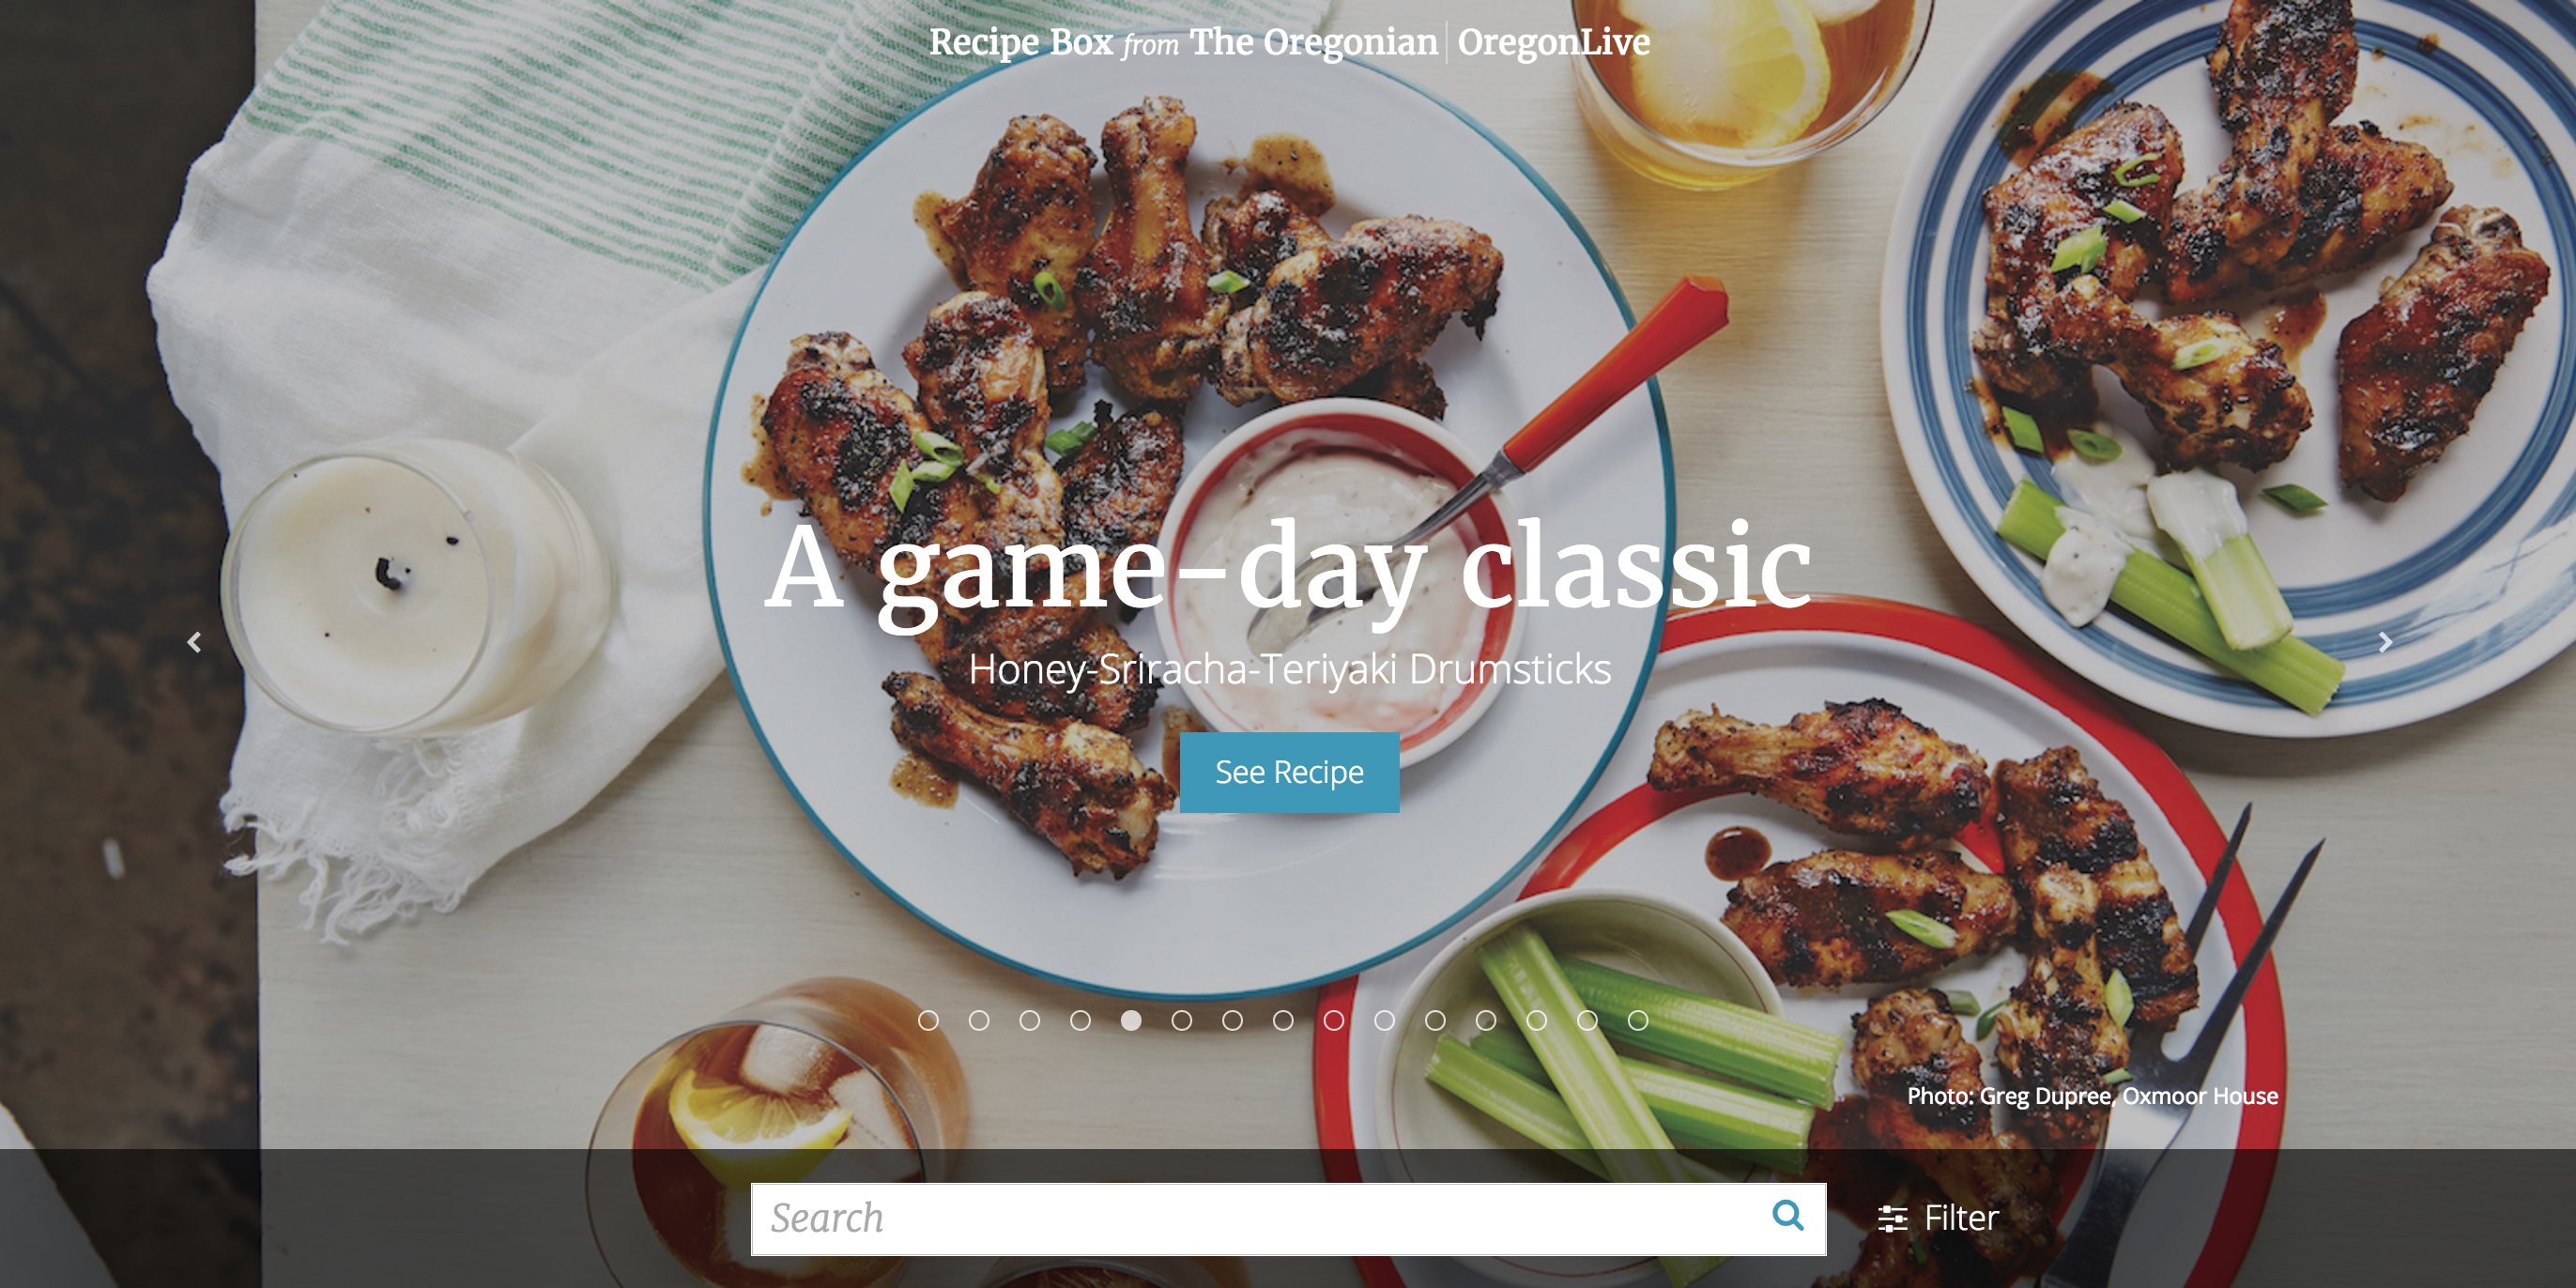 Recipe Box from The Oregonian | OregonLive
A game-day classic
Honey-Sriracha-Teriyaki Drumsticks
See Recipe
Photo: Greg Dupree, Oxmoor House
Search
Filter